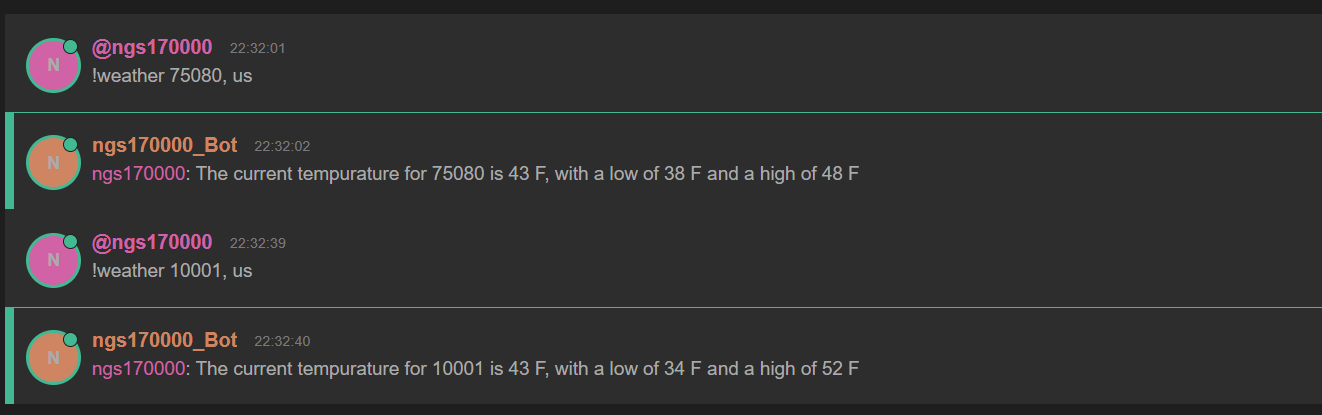 @ngs170000 22:32:01
N
!weather 75080, us
ngs170000_Bot 22:32:02
N
ngs170000: The current tempurature for 75080 is 43 F, with a low of 38 F and a high of 48 F
@ngs170000 22:32:39
N
!weather 10001, us
ngs170000_Bot 22:32:40
N
ngs170000: The current tempurature for 10001 is 43 F, with a low of 34 F and a high of 52 F